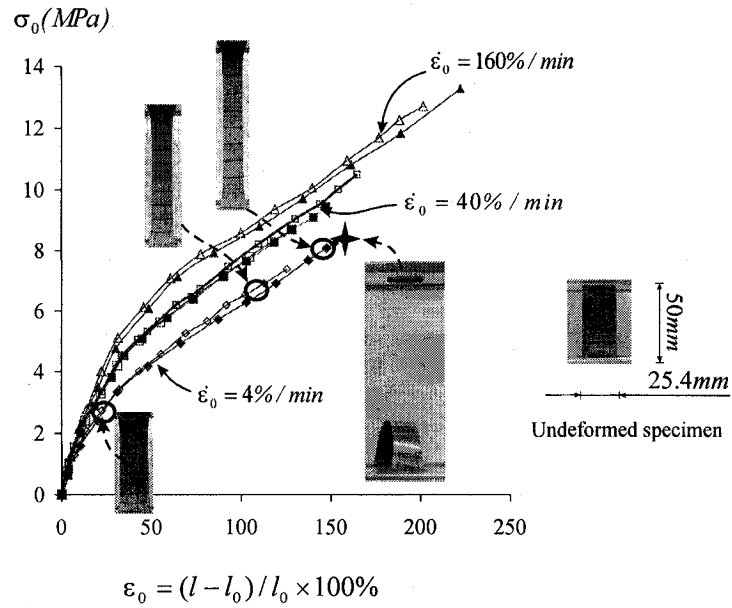 σ₀(MPa)
14
12
10
8
6
4
2
0
0 50 100 150 200 250
ε̇₀ = 160%/min
ε̇₀ = 40%/min
ε̇₀ = 4%/min
50mm
25.4mm
Undeformed specimen
ε₀ = (l − l₀)/l₀ × 100%